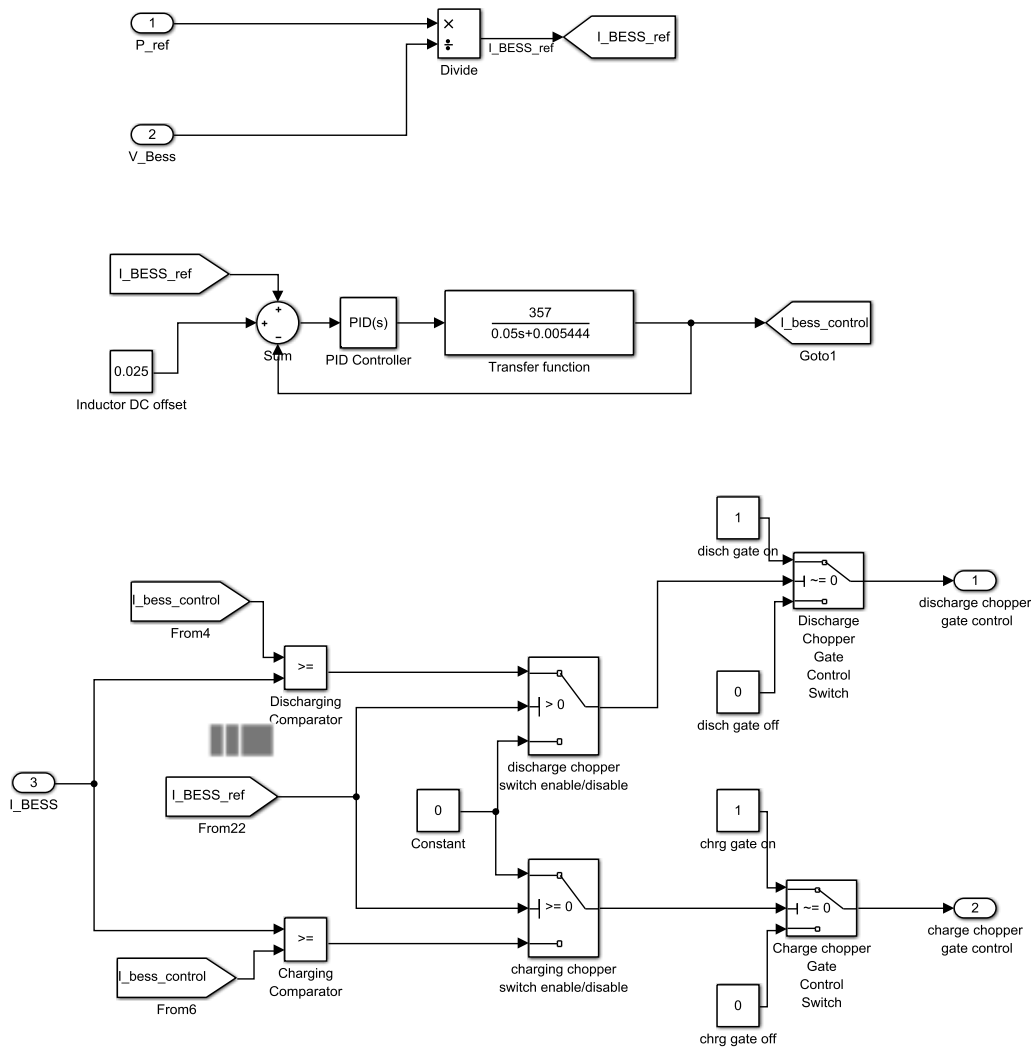 1
P_ref
×
÷
Divide
I_BESS_ref
I_BESS_ref
2
V_Bess
I_BESS_ref
+
+
−
Sum
0.025
Inductor DC offset
PID(s)
PID Controller
357
0.05s+0.005444
Transfer function
I_bess_control
Goto1
1
disch gate on
~= 0
Discharge
Chopper
Gate
Control
Switch
1
discharge chopper
gate control
0
disch gate off
I_bess_control
From4
>=
Discharging
Comparator
> 0
discharge chopper
switch enable/disable
3
I_BESS
I_BESS_ref
From22
0
Constant
1
chrg gate on
>= 0
charging chopper
switch enable/disable
~= 0
Charge chopper
Gate
Control
Switch
2
charge chopper
gate control
>=
Charging
Comparator
I_bess_control
From6
0
chrg gate off